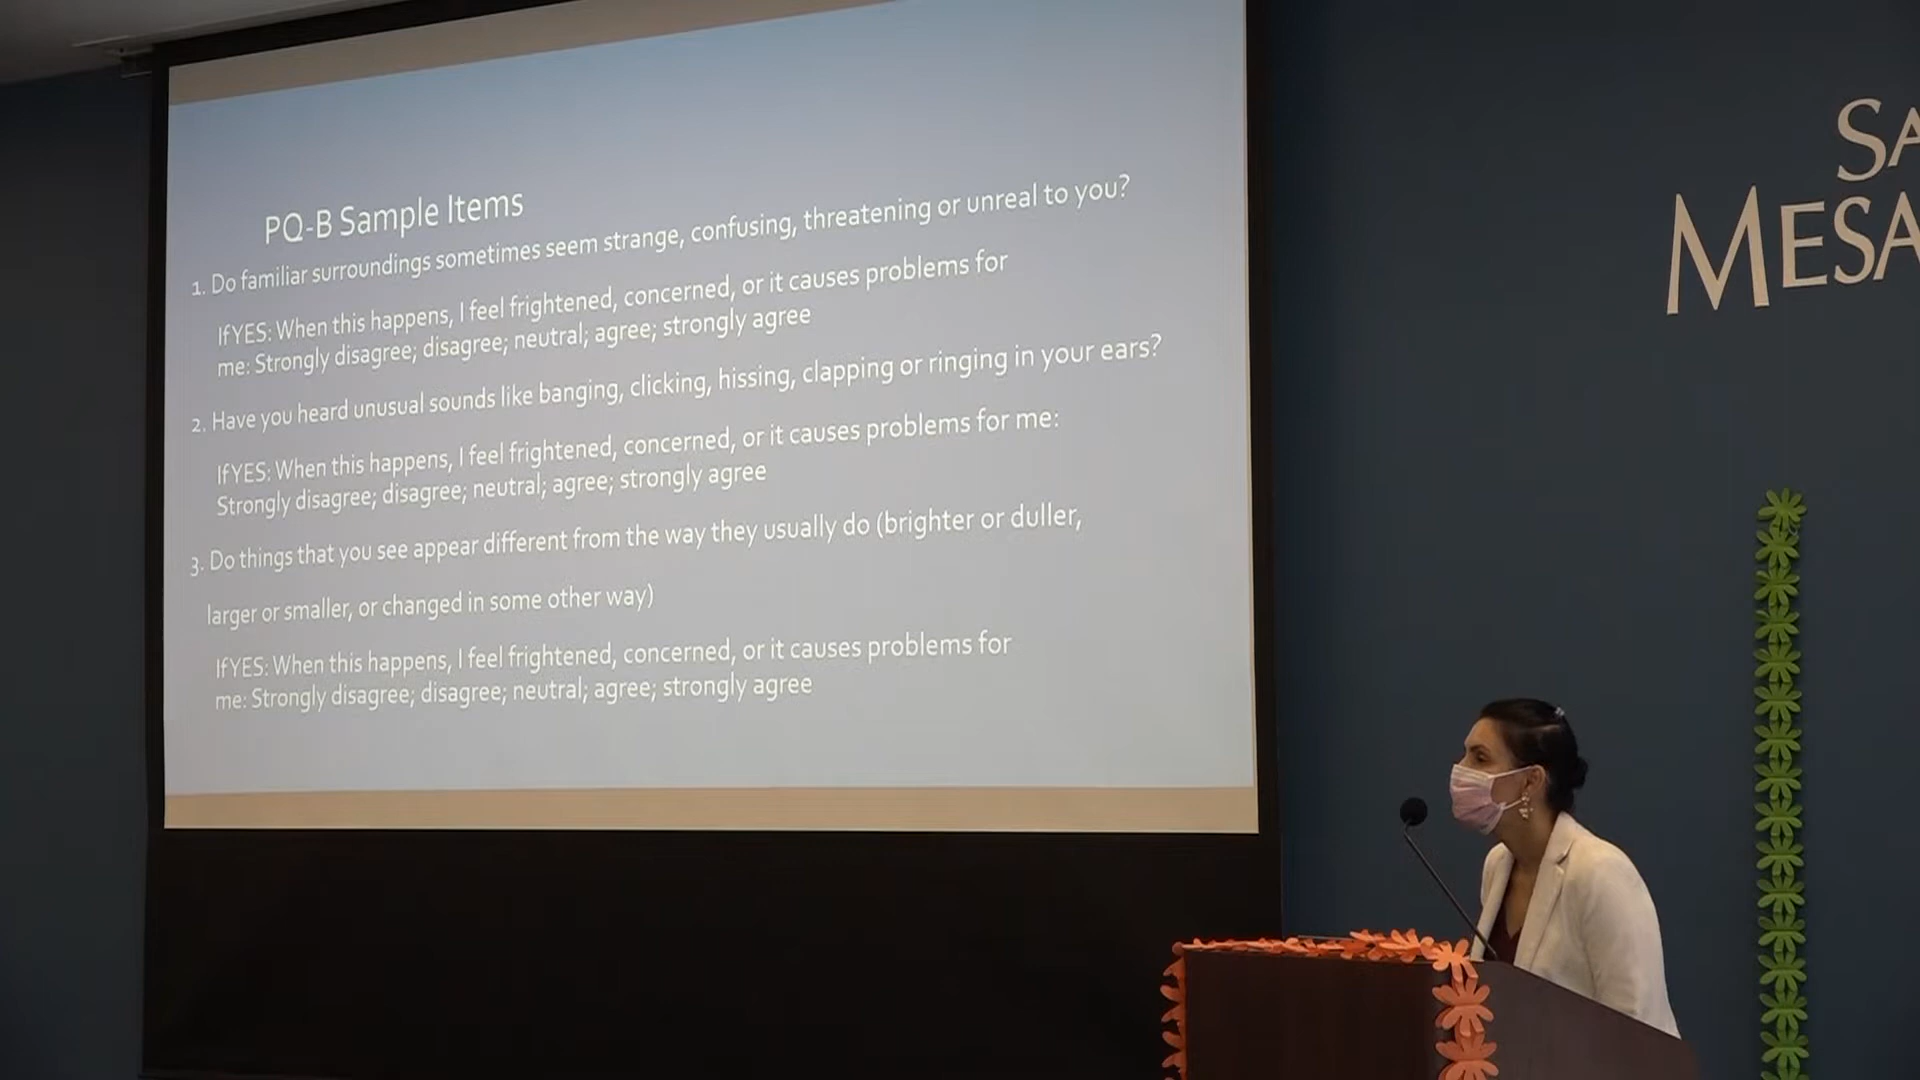 PQ-B Sample Items
1. Do familiar surroundings sometimes seem strange, confusing, threatening or unreal to you?
If YES: When this happens, I feel frightened, concerned, or it causes problems for
me: Strongly disagree; disagree; neutral; agree; strongly agree
2. Have you heard unusual sounds like banging, clicking, hissing, clapping or ringing in your ears?
If YES: When this happens, I feel frightened, concerned, or it causes problems for me:
Strongly disagree; disagree; neutral; agree; strongly agree
3. Do things that you see appear different from the way they usually do (brighter or duller,
larger or smaller, or changed in some other way)
If YES: When this happens, I feel frightened, concerned, or it causes problems for
me: Strongly disagree; disagree; neutral; agree; strongly agree
SA
MESA